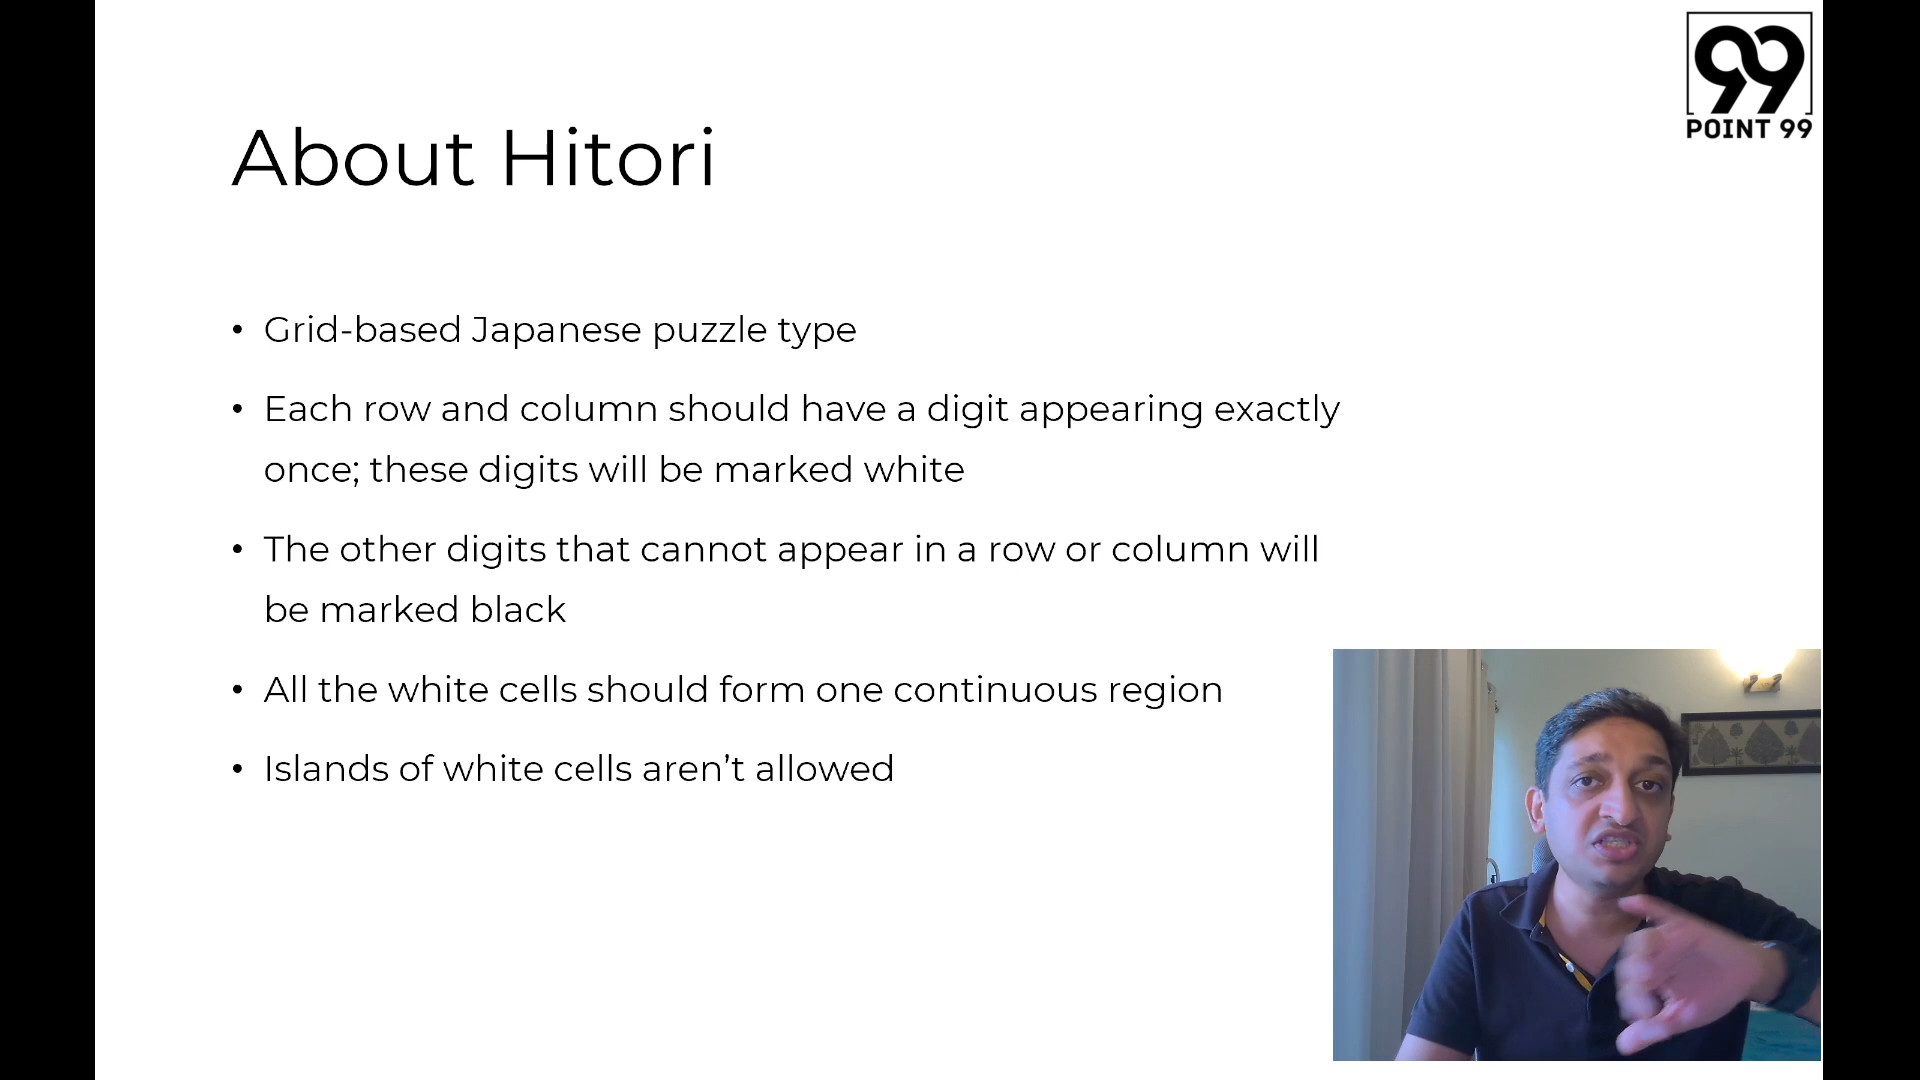 99
POINT 99
About Hitori
• Grid-based Japanese puzzle type
• Each row and column should have a digit appearing exactly
once; these digits will be marked white
• The other digits that cannot appear in a row or column will
be marked black
• All the white cells should form one continuous region
• Islands of white cells aren’t allowed